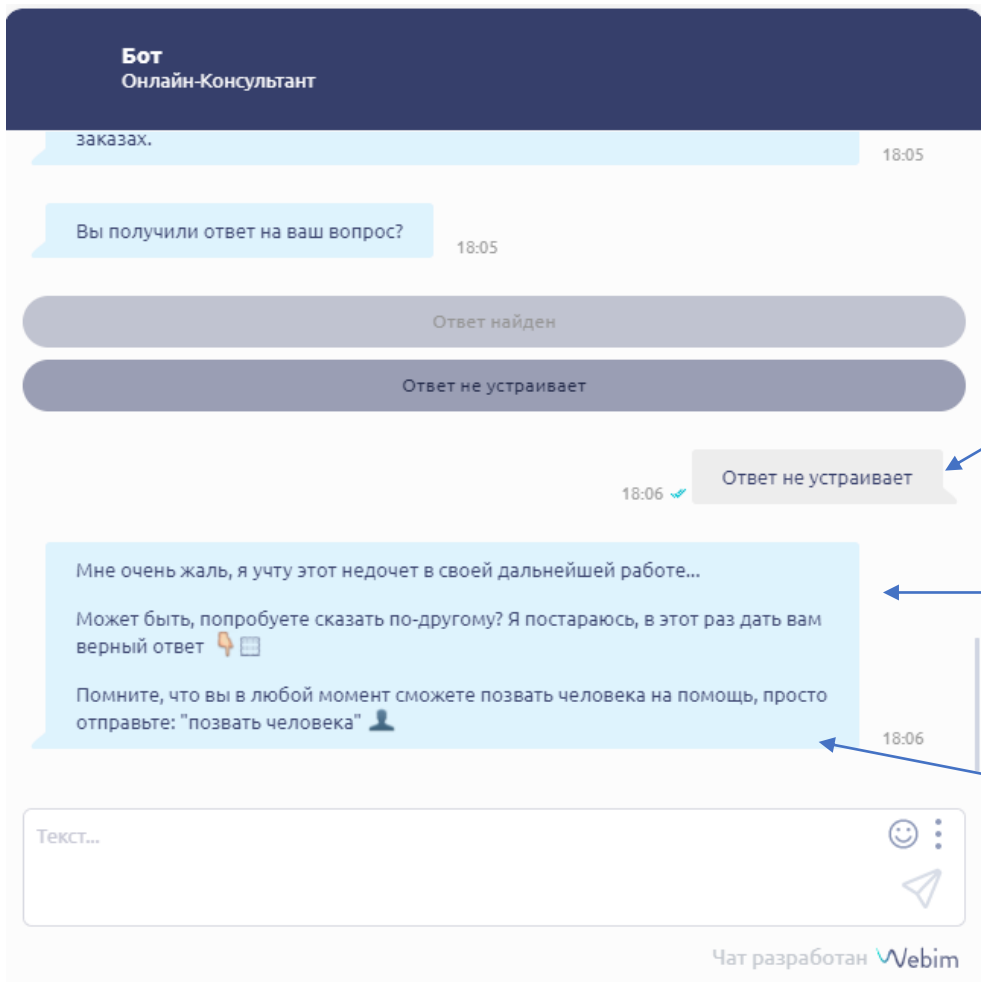 Бот
Онлайн-Консультант
заказах.
18:05
Вы получили ответ на ваш вопрос?
18:05
Ответ найден
Ответ не устраивает
Ответ не устраивает
18:06
Мне очень жаль, я учту этот недочет в своей дальнейшей работе...
Может быть, попробуете сказать по-другому? Я постараюсь, в этот раз дать вам
верный ответ
Помните, что вы в любой момент сможете позвать человека на помощь, просто
отправьте: "позвать человека"
18:06
Текст...
Чат разработан Webim